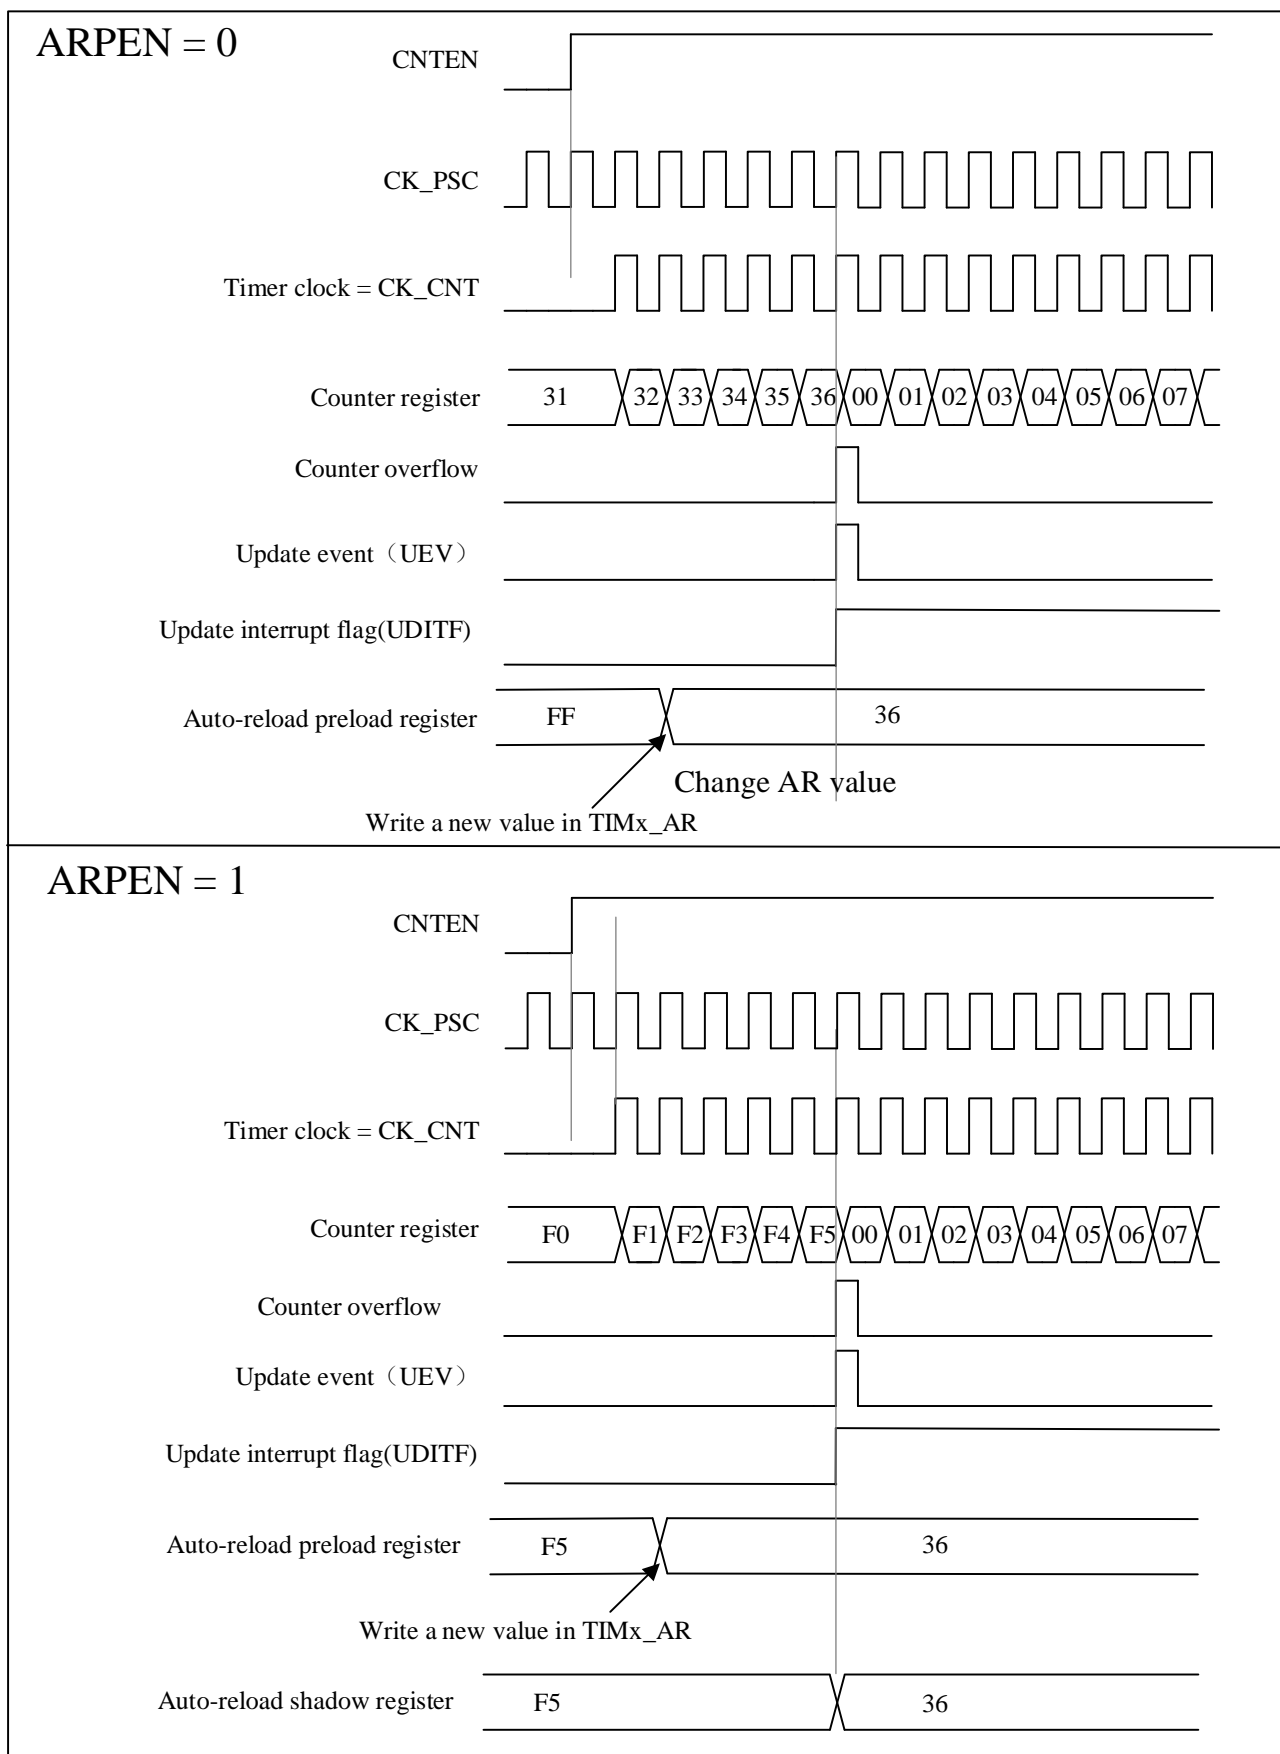 ARPEN = 0
CNTEN
CK_PSC
Timer clock = CK_CNT
Counter register 31 32 33 34 35 36 00 01 02 03 04 05 06 07
Counter overflow
Update event（UEV）
Update interrupt flag(UDITF)
Auto-reload preload register FF 36
Change AR value
Write a new value in TIMx_AR
ARPEN = 1
CNTEN
CK_PSC
Timer clock = CK_CNT
Counter register F0 F1 F2 F3 F4 F5 00 01 02 03 04 05 06 07
Counter overflow
Update event（UEV）
Update interrupt flag(UDITF)
Auto-reload preload register F5 36
Write a new value in TIMx_AR
Auto-reload shadow register F5 36